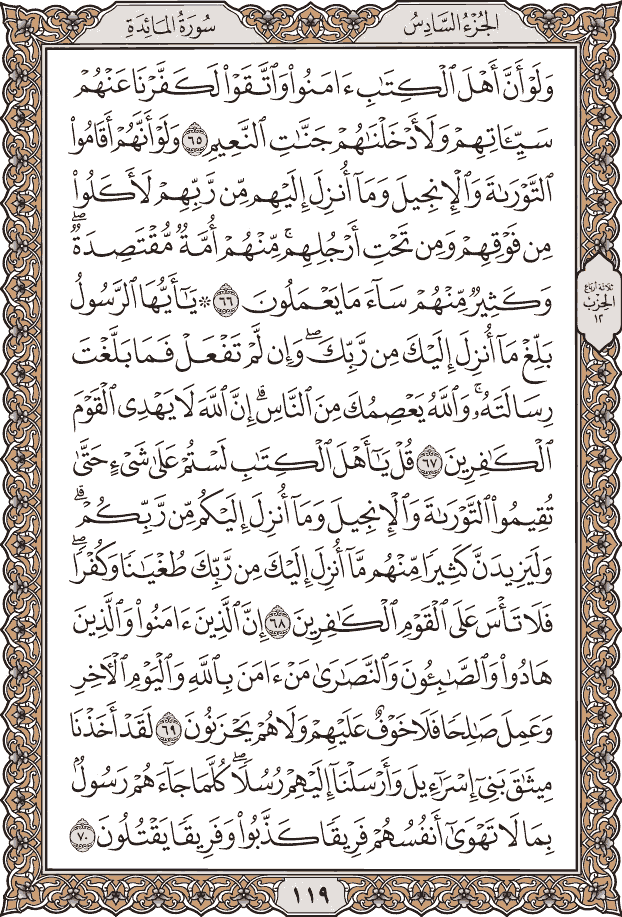 الجُزْءُ السَّادِسُ
سُورَةُ المَائِدَةِ
وَلَوْ أَنَّ أَهْلَ ٱلْكِتَٰبِ ءَامَنُوا۟ وَٱتَّقَوْا۟ لَكَفَّرْنَا عَنْهُمْ
سَيِّـَٔاتِهِمْ وَلَأَدْخَلْنَٰهُمْ جَنَّٰتِ ٱلنَّعِيمِ ٦٥ وَلَوْ أَنَّهُمْ أَقَامُوا۟
ٱلتَّوْرَىٰةَ وَٱلْإِنجِيلَ وَمَآ أُنزِلَ إِلَيْهِم مِّن رَّبِّهِمْ لَأَكَلُوا۟
مِن فَوْقِهِمْ وَمِن تَحْتِ أَرْجُلِهِم ۚ مِّنْهُمْ أُمَّةٌ مُّقْتَصِدَةٌ ۖ
وَكَثِيرٌ مِّنْهُمْ سَآءَ مَا يَعْمَلُونَ ٦٦ ۞ يَٰٓأَيُّهَا ٱلرَّسُولُ
بَلِّغْ مَآ أُنزِلَ إِلَيْكَ مِن رَّبِّكَ ۖ وَإِن لَّمْ تَفْعَلْ فَمَا بَلَّغْتَ
رِسَالَتَهُۥ ۚ وَٱللَّهُ يَعْصِمُكَ مِنَ ٱلنَّاسِ ۗ إِنَّ ٱللَّهَ لَا يَهْدِى ٱلْقَوْمَ
ٱلْكَٰفِرِينَ ٦٧ قُلْ يَٰٓأَهْلَ ٱلْكِتَٰبِ لَسْتُمْ عَلَىٰ شَىْءٍ حَتَّىٰ
تُقِيمُوا۟ ٱلتَّوْرَىٰةَ وَٱلْإِنجِيلَ وَمَآ أُنزِلَ إِلَيْكُم مِّن رَّبِّكُمْ ۗ
وَلَيَزِيدَنَّ كَثِيرًا مِّنْهُم مَّآ أُنزِلَ إِلَيْكَ مِن رَّبِّكَ طُغْيَٰنًا وَكُفْرًا ۖ
فَلَا تَأْسَ عَلَى ٱلْقَوْمِ ٱلْكَٰفِرِينَ ٦٨ إِنَّ ٱلَّذِينَ ءَامَنُوا۟ وَٱلَّذِينَ
هَادُوا۟ وَٱلصَّٰبِـُٔونَ وَٱلنَّصَٰرَىٰ مَنْ ءَامَنَ بِٱللَّهِ وَٱلْيَوْمِ ٱلْءَاخِرِ
وَعَمِلَ صَٰلِحًا فَلَا خَوْفٌ عَلَيْهِمْ وَلَا هُمْ يَحْزَنُونَ ٦٩ لَقَدْ أَخَذْنَا
مِيثَٰقَ بَنِىٓ إِسْرَٰٓءِيلَ وَأَرْسَلْنَآ إِلَيْهِمْ رُسُلًا ۖ كُلَّمَا جَآءَهُمْ رَسُولٌۢ
بِمَا لَا تَهْوَىٰٓ أَنفُسُهُمْ فَرِيقًا كَذَّبُوا۟ وَفَرِيقًا يَقْتُلُونَ ٧٠
ثلاثة أرباع
الحزب
١٢
١١٩